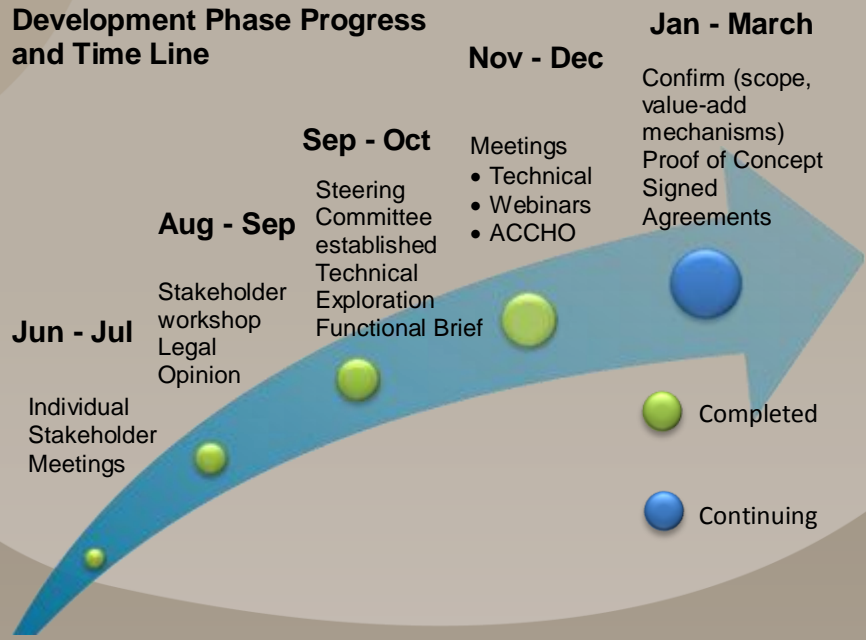 Development Phase Progress
and Time Line
Jun - Jul
Individual
Stakeholder
Meetings
Aug - Sep
Stakeholder
workshop
Legal
Opinion
Sep - Oct
Steering
Committee
established
Technical
Exploration
Functional Brief
Nov - Dec
Meetings
• Technical
• Webinars
• ACCHO
Jan - March
Confirm (scope,
value-add
mechanisms)
Proof of Concept
Signed
Agreements
Completed
Continuing